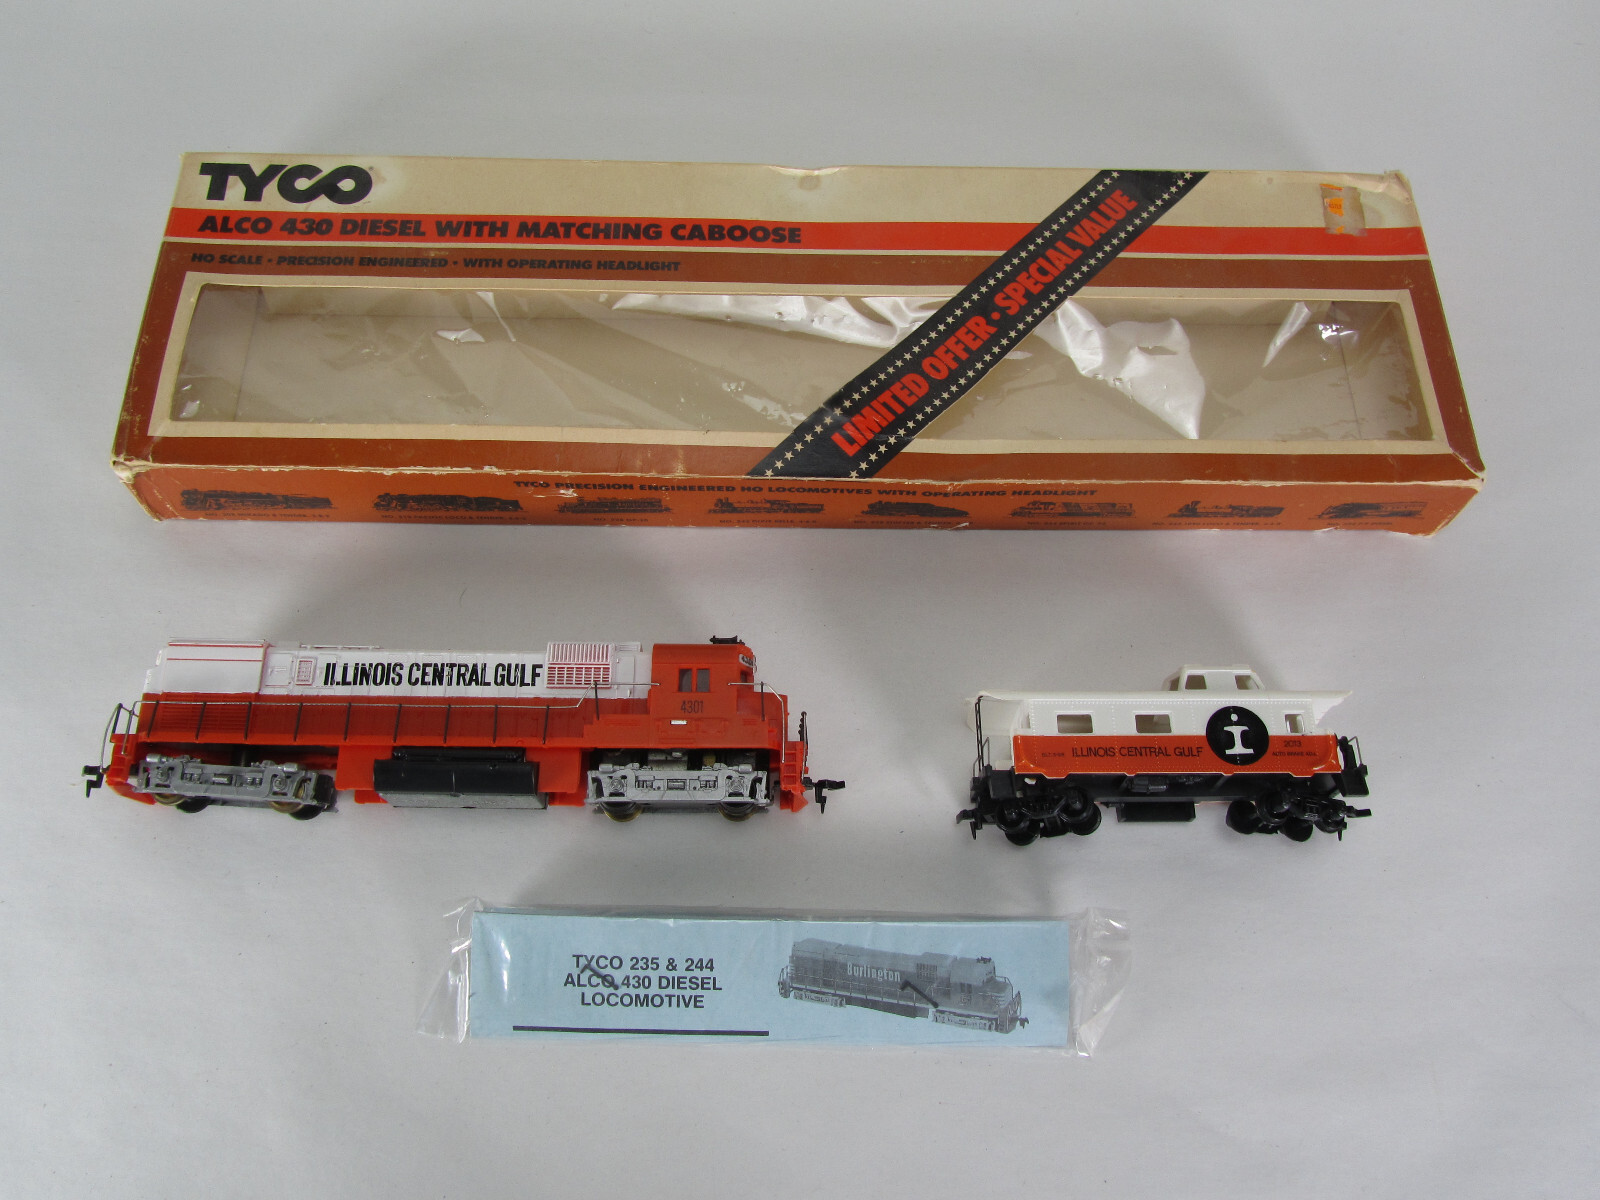 TYCO
ALCO 430 DIESEL WITH MATCHING CABOOSE
HO SCALE • PRECISION ENGINEERED • WITH OPERATING HEADLIGHT
LIMITED OFFER • SPECIAL VALUE
TYCO PRECISION ENGINEERED HO LOCOMOTIVES WITH OPERATING HEADLIGHT
ILLINOIS CENTRAL GULF
4301
ILLINOIS CENTRAL GULF
i
2013
TYCO 235 & 244
ALCO 430 DIESEL
LOCOMOTIVE
Burlington